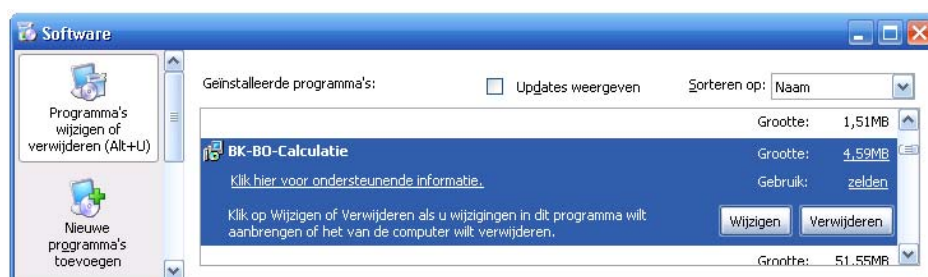 Software
Programma's
wijzigen of
verwijderen (Alt+U)
Nieuwe
programma's
toevoegen
Geïnstalleerde programma's:
Updates weergeven
Sorteren op: Naam
Grootte: 1,51MB
BK-BO-Calculatie
Grootte: 4,59MB
Klik hier voor ondersteunende informatie.
Gebruik: zelden
Klik op Wijzigen of Verwijderen als u wijzigingen in dit programma wilt
aanbrengen of het van de computer wilt verwijderen.
Wijzigen Verwijderen
Grootte: 51,55MB